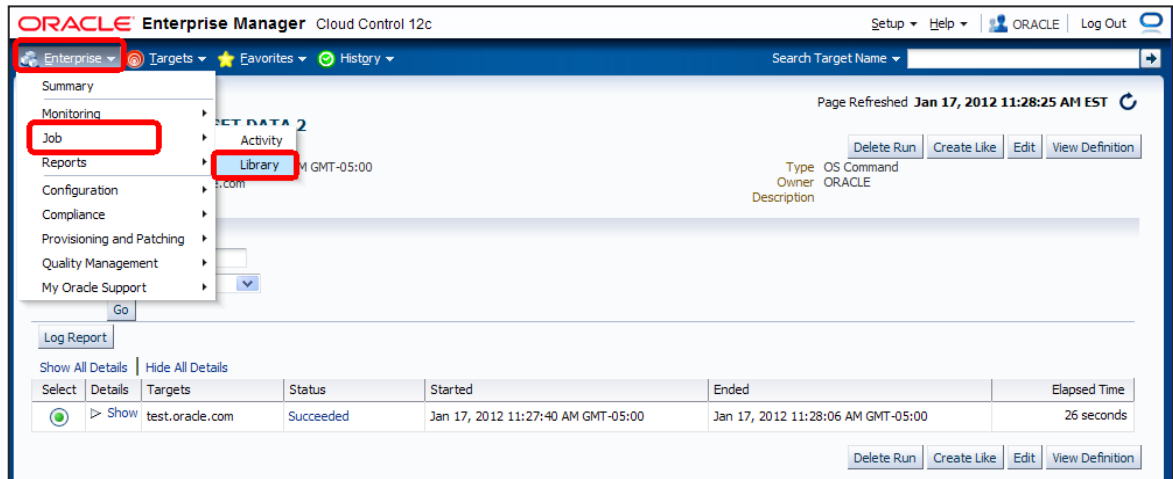 ORACLE Enterprise Manager Cloud Control 12c
Setup Help ORACLE Log Out
Enterprise Targets Favorites History Search Target Name
Summary
Monitoring
Job
Reports
Configuration
Compliance
Provisioning and Patching
Quality Management
My Oracle Support
Activity
Library
Page Refreshed Jan 17, 2012 11:28:25 AM EST
DATA 2
Delete Run Create Like Edit View Definition
M GMT-05:00
.com
Type OS Command
Owner ORACLE
Description
Go
Log Report
Show All Details Hide All Details
Select Details Targets Status Started Ended Elapsed Time
Show test.oracle.com Succeeded Jan 17, 2012 11:27:40 AM GMT-05:00 Jan 17, 2012 11:28:06 AM GMT-05:00 26 seconds
Delete Run Create Like Edit View Definition